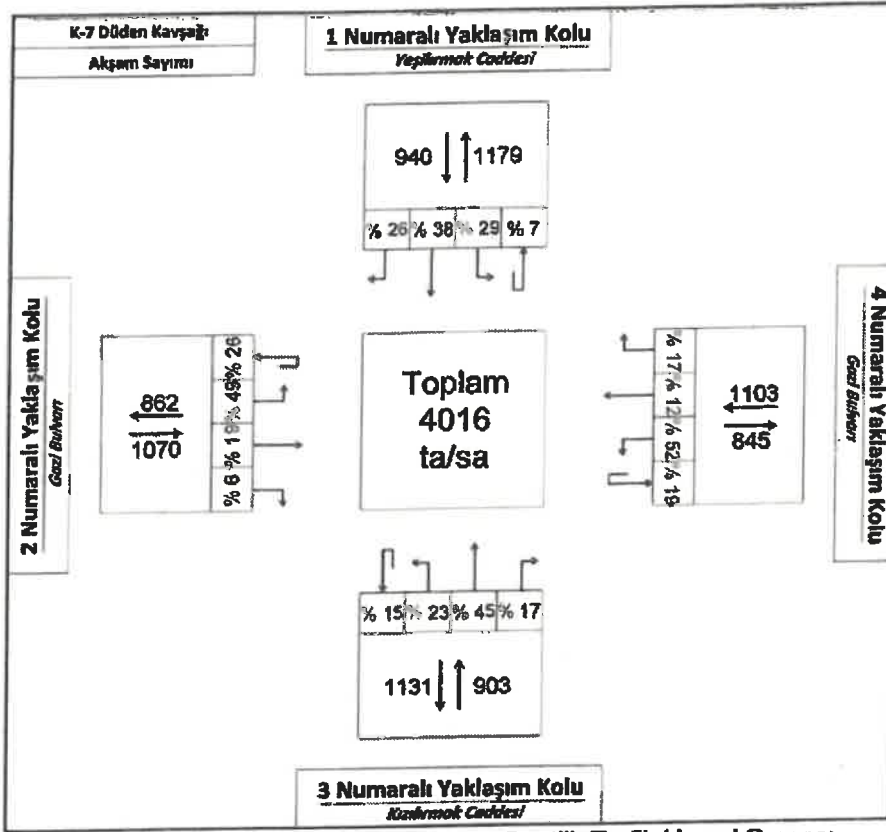 K-7 Düden Kavşağı
Akşam Sayımı
1 Numaralı Yaklaşım Kolu
Yeşilırmak Caddesi
940 1179
% 26 % 38 % 29 % 7
2 Numaralı Yaklaşım Kolu
Gazi Bulvarı
862
1070
% 26
% 49
% 19
% 6
Toplam
4016
ta/sa
% 17
% 12
% 52
% 19
1103
845
4 Numaralı Yaklaşım Kolu
Gazi Bulvarı
% 15 % 23 % 45 % 17
1131 903
3 Numaralı Yaklaşım Kolu
Kızılırmak Caddesi